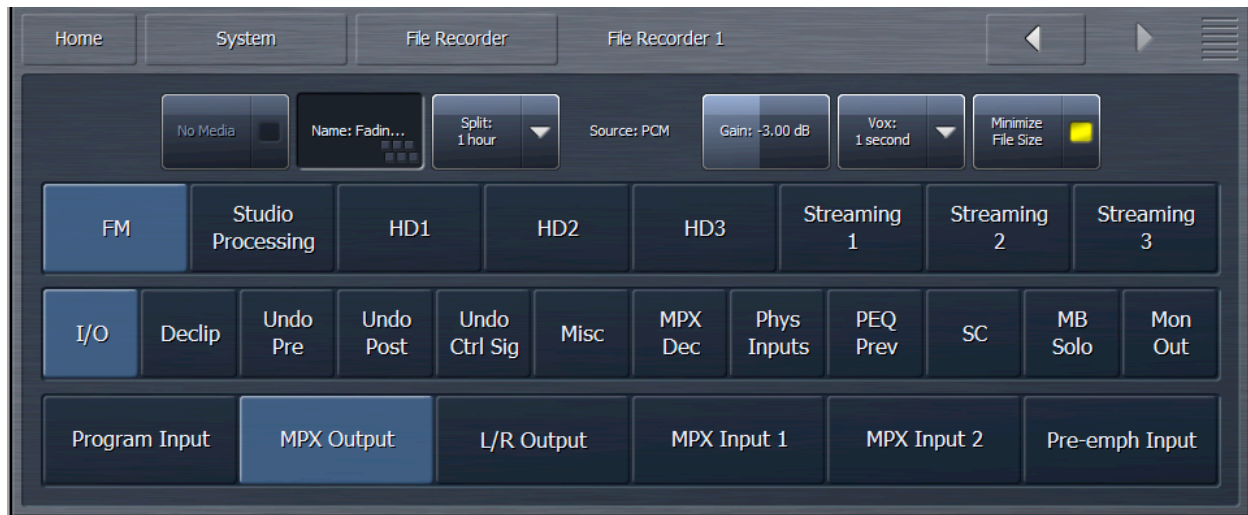 Home
System
File Recorder
File Recorder 1
No Media
Name: Fadin...
Split:
1 hour
Source: PCM
Gain: -3.00 dB
Vox:
1 second
Minimize
File Size
FM
Studio
Processing
HD1
HD2
HD3
Streaming
1
Streaming
2
Streaming
3
I/O
Declip
Undo
Pre
Undo
Post
Undo
Ctrl Sig
Misc
MPX
Dec
Phys
Inputs
PEQ
Prev
SC
MB
Solo
Mon
Out
Program Input
MPX Output
L/R Output
MPX Input 1
MPX Input 2
Pre-emph Input